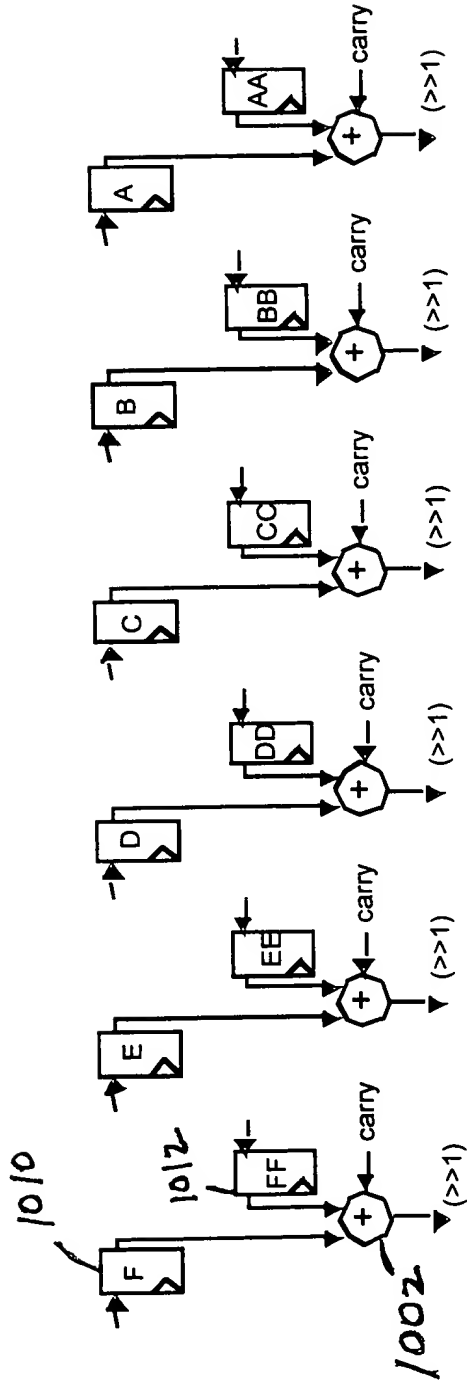 1010
F E D C B A
1012
FF EE DD CC BB AA
+ carry + carry + carry + carry + carry + carry
1002
(>>1) (>>1) (>>1) (>>1) (>>1) (>>1)